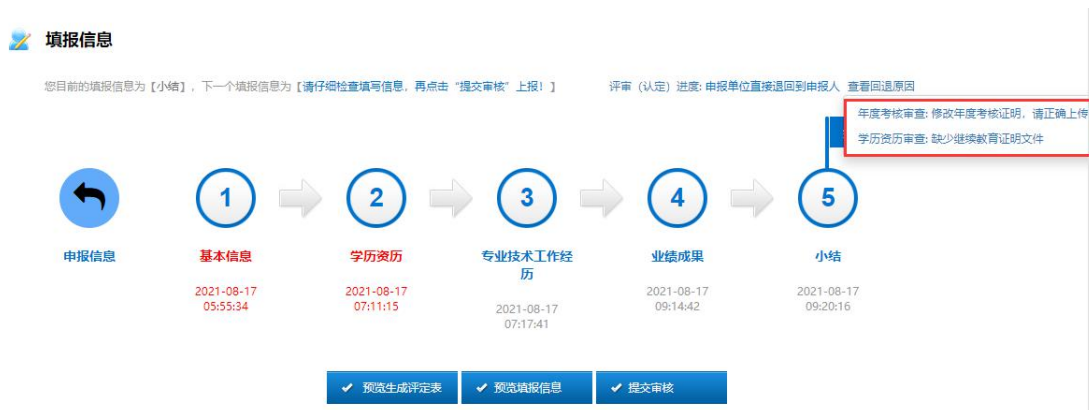 填报信息
您目前的填报信息为【小结】，下一个填报信息为【请仔细检查填写信息，再点击“提交审核”上报！】 评审（认定）进度: 申报单位直接退回到申报人 查看回退原因
年度考核审查: 修改年度考核证明，请正确上传
学历资历审查: 缺少继续教育证明文件
1 2 3 4 5
申报信息 基本信息 学历资历 专业技术工作经 业绩成果 小结
历
2021-08-17 2021-08-17 2021-08-17 2021-08-17
05:55:34 07:11:15 09:14:42 09:20:16
2021-08-17
07:17:41
预览生成评定表 预览填报信息 提交审核